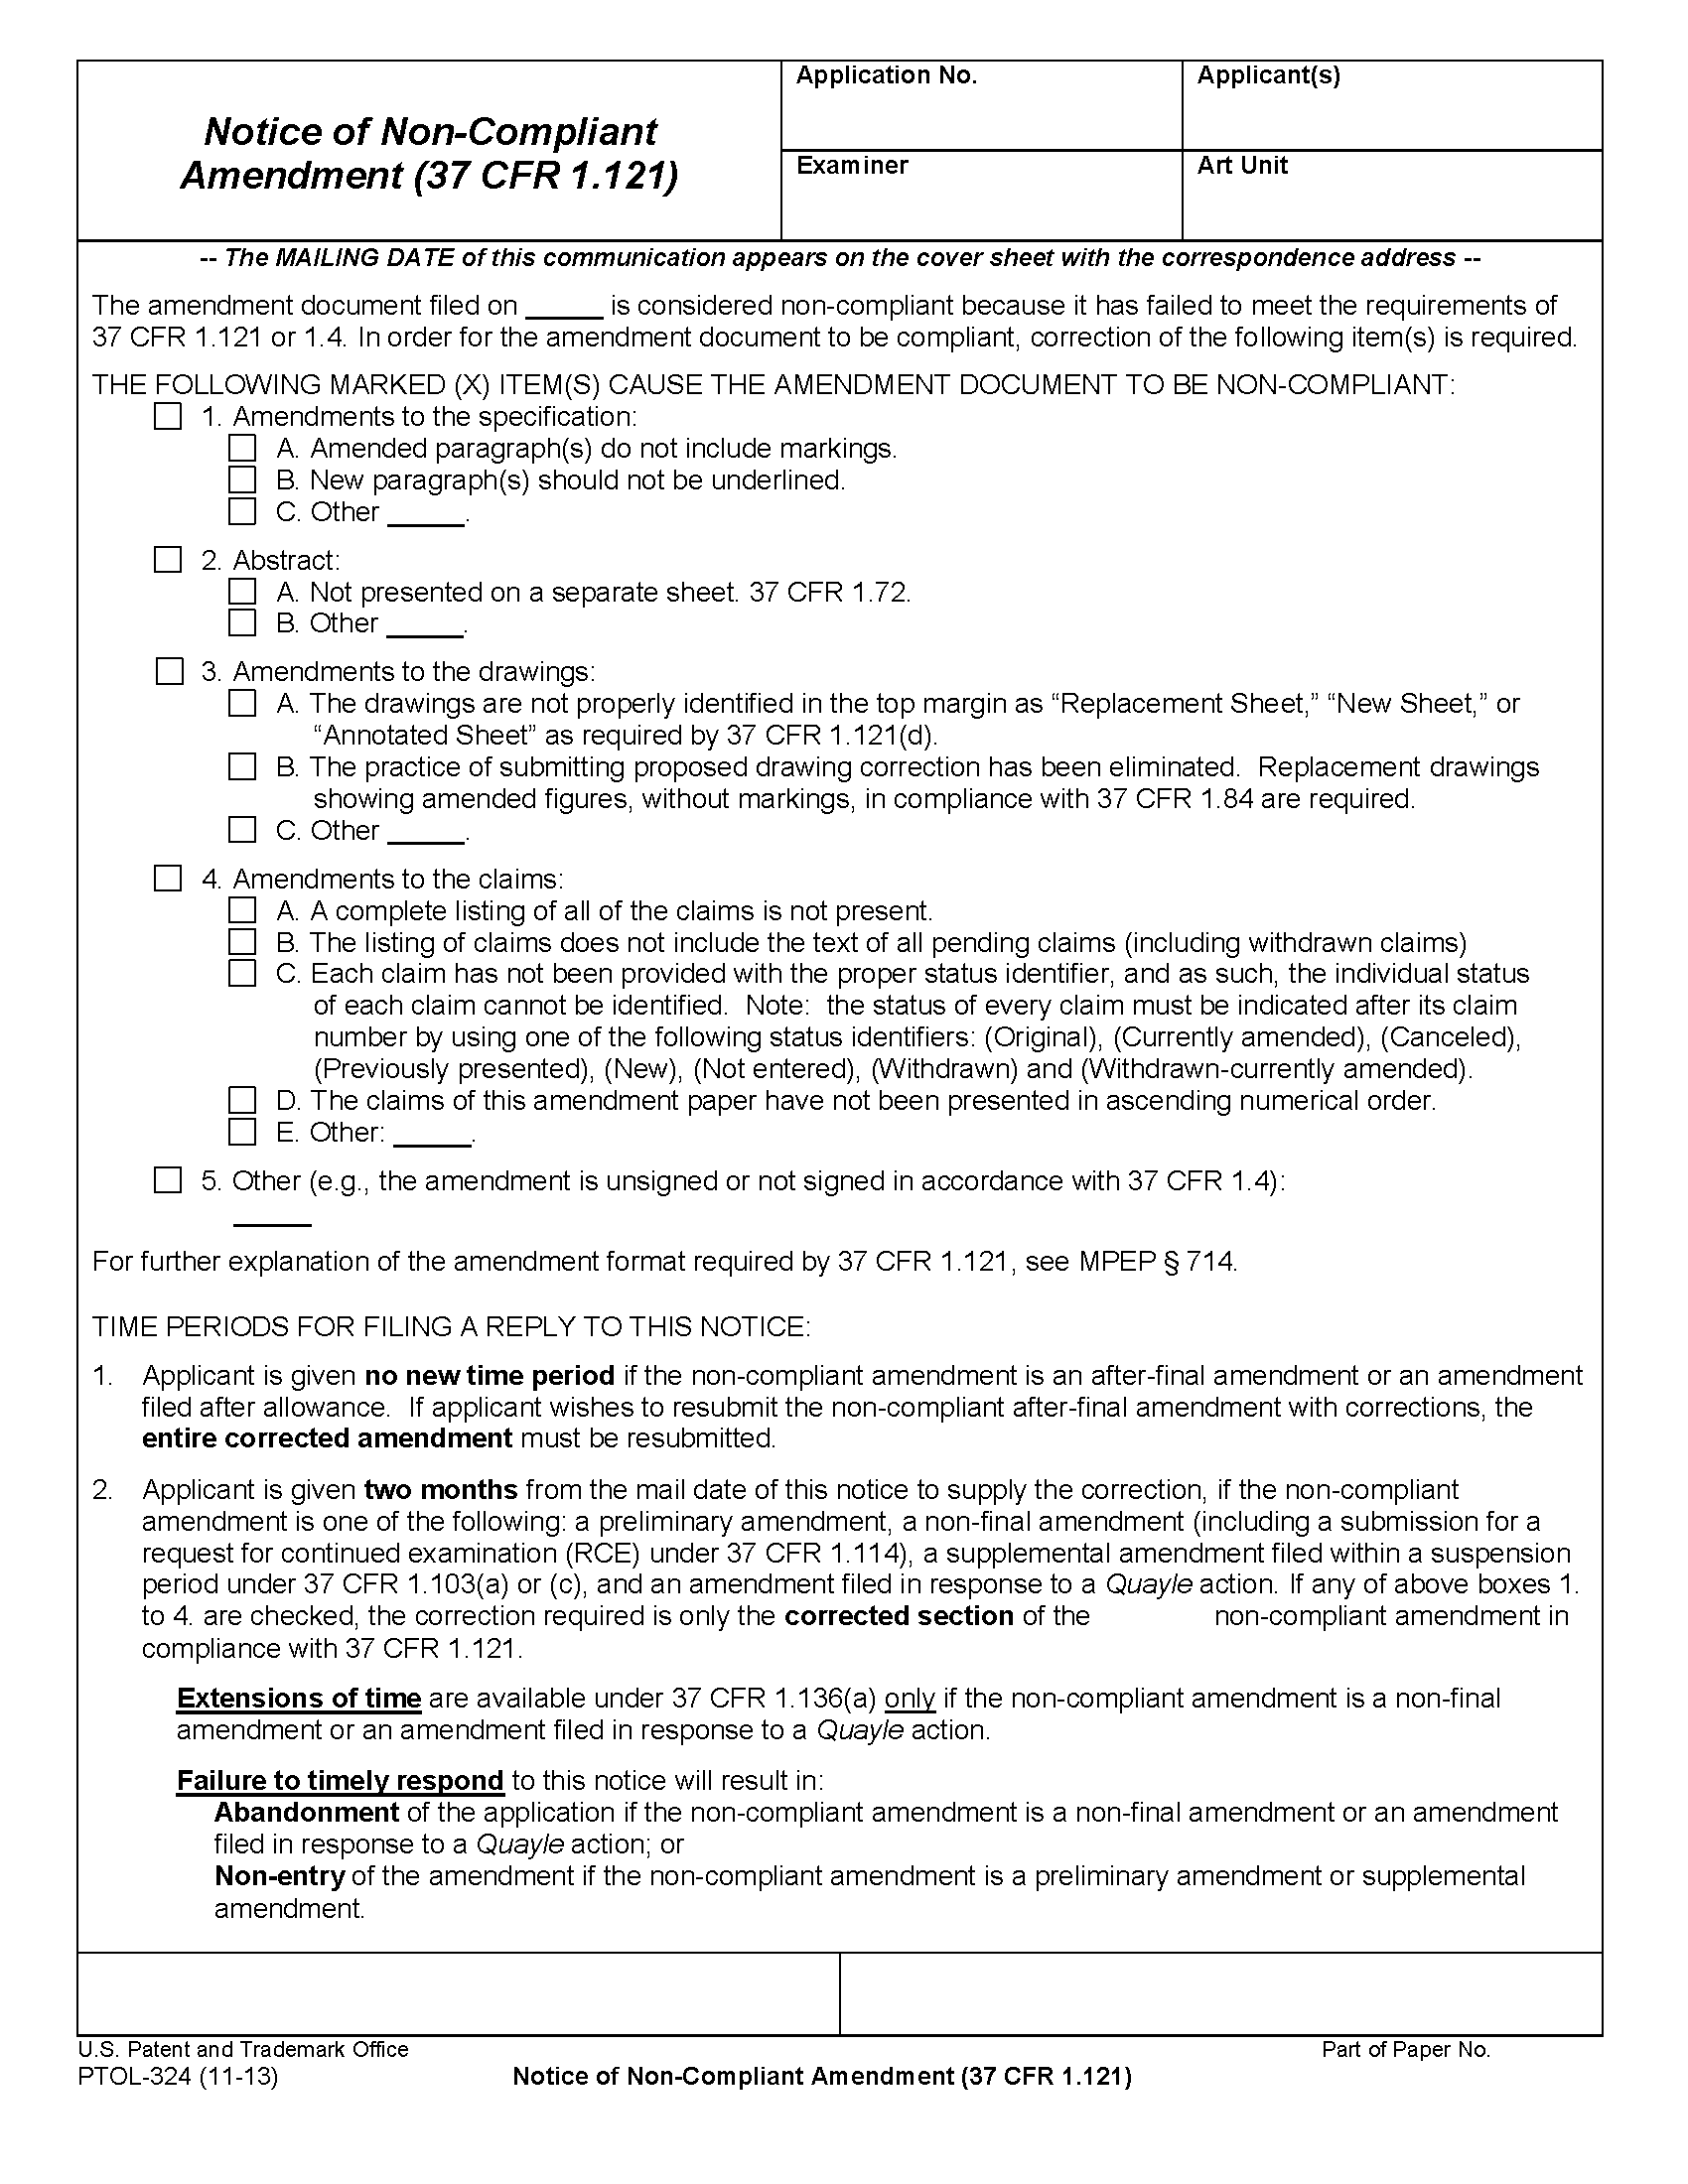 Notice of Non-Compliant
Amendment (37 CFR 1.121)
Application No.
Applicant(s)
Examiner
Art Unit
-- The MAILING DATE of this communication appears on the cover sheet with the correspondence address --
The amendment document filed on _____ is considered non-compliant because it has failed to meet the requirements of
37 CFR 1.121 or 1.4. In order for the amendment document to be compliant, correction of the following item(s) is required.
THE FOLLOWING MARKED (X) ITEM(S) CAUSE THE AMENDMENT DOCUMENT TO BE NON-COMPLIANT:
1. Amendments to the specification:
A. Amended paragraph(s) do not include markings.
B. New paragraph(s) should not be underlined.
C. Other _____.
2. Abstract:
A. Not presented on a separate sheet. 37 CFR 1.72.
B. Other _____.
3. Amendments to the drawings:
A. The drawings are not properly identified in the top margin as “Replacement Sheet,” “New Sheet,” or
“Annotated Sheet” as required by 37 CFR 1.121(d).
B. The practice of submitting proposed drawing correction has been eliminated. Replacement drawings
showing amended figures, without markings, in compliance with 37 CFR 1.84 are required.
C. Other _____.
4. Amendments to the claims:
A. A complete listing of all of the claims is not present.
B. The listing of claims does not include the text of all pending claims (including withdrawn claims)
C. Each claim has not been provided with the proper status identifier, and as such, the individual status
of each claim cannot be identified. Note: the status of every claim must be indicated after its claim
number by using one of the following status identifiers: (Original), (Currently amended), (Canceled),
(Previously presented), (New), (Not entered), (Withdrawn) and (Withdrawn-currently amended).
D. The claims of this amendment paper have not been presented in ascending numerical order.
E. Other: _____.
5. Other (e.g., the amendment is unsigned or not signed in accordance with 37 CFR 1.4):
_____
For further explanation of the amendment format required by 37 CFR 1.121, see MPEP § 714.
TIME PERIODS FOR FILING A REPLY TO THIS NOTICE:
1. Applicant is given no new time period if the non-compliant amendment is an after-final amendment or an amendment
filed after allowance. If applicant wishes to resubmit the non-compliant after-final amendment with corrections, the
entire corrected amendment must be resubmitted.
2. Applicant is given two months from the mail date of this notice to supply the correction, if the non-compliant
amendment is one of the following: a preliminary amendment, a non-final amendment (including a submission for a
request for continued examination (RCE) under 37 CFR 1.114), a supplemental amendment filed within a suspension
period under 37 CFR 1.103(a) or (c), and an amendment filed in response to a Quayle action. If any of above boxes 1.
to 4. are checked, the correction required is only the corrected section of the non-compliant amendment in
compliance with 37 CFR 1.121.
Extensions of time are available under 37 CFR 1.136(a) only if the non-compliant amendment is a non-final
amendment or an amendment filed in response to a Quayle action.
Failure to timely respond to this notice will result in:
Abandonment of the application if the non-compliant amendment is a non-final amendment or an amendment
filed in response to a Quayle action; or
Non-entry of the amendment if the non-compliant amendment is a preliminary amendment or supplemental
amendment.
U.S. Patent and Trademark Office
Part of Paper No.
PTOL-324 (11-13)
Notice of Non-Compliant Amendment (37 CFR 1.121)